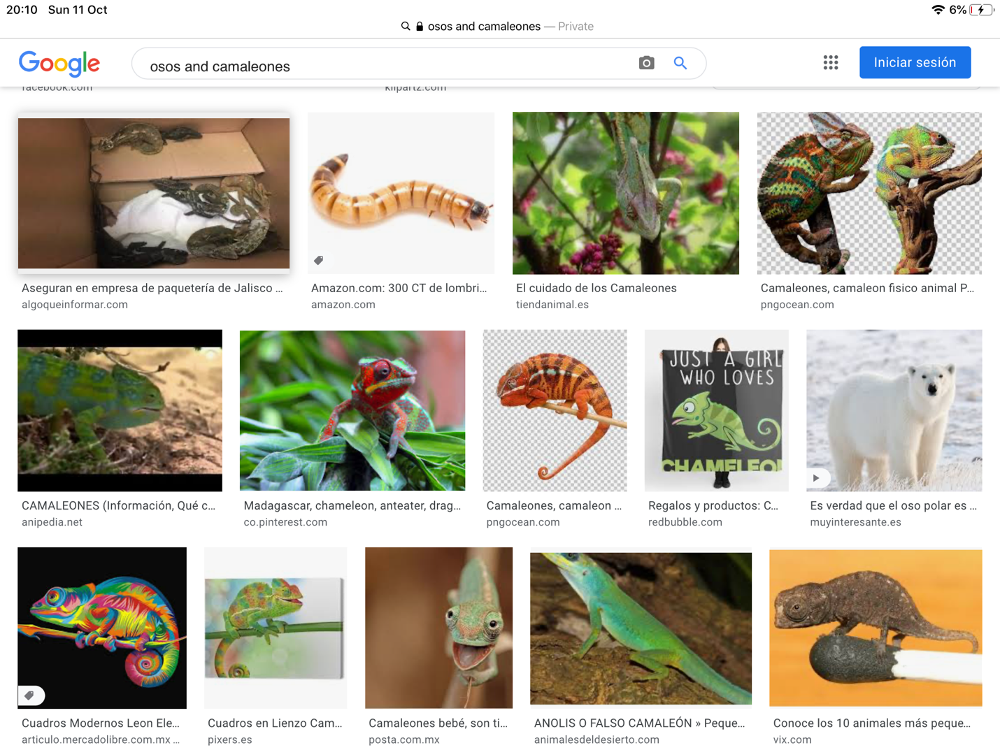 20:10 Sun 11 Oct
6%
osos and camaleones — Private
Google
osos and camaleones
Iniciar sesión
facebook.com
klipartz.com
Aseguran en empresa de paquetería de Jalisco ...
algoqueinformar.com
Amazon.com: 300 CT de lombri...
amazon.com
El cuidado de los Camaleones
tiendanimal.es
Camaleones, camaleon fisico animal P...
pngocean.com
JUST A GIRL
WHO LOVES
CHAMELEON
CAMALEONES (Información, Qué c...
anipedia.net
Madagascar, chameleon, anteater, drag...
co.pinterest.com
Camaleones, camaleon ...
pngocean.com
Regalos y productos: C...
redbubble.com
Es verdad que el oso polar es ...
muyinteresante.es
Cuadros Modernos Leon Ele...
articulo.mercadolibre.com.mx ...
Cuadros en Lienzo Cam...
pixers.es
Camaleones bebé, son ti...
posta.com.mx
ANOLIS O FALSO CAMALEÓN » Peque...
animalesdeldesierto.com
Conoce los 10 animales más peque...
vix.com